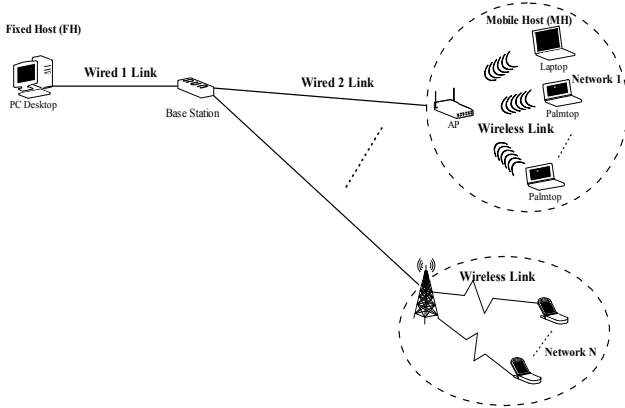 Fixed Host (FH)
PC Desktop
Wired 1 Link
Base Station
Wired 2 Link
Mobile Host (MH)
Laptop
Network 1
Palmtop
AP
Wireless Link
Palmtop
Wireless Link
Network N